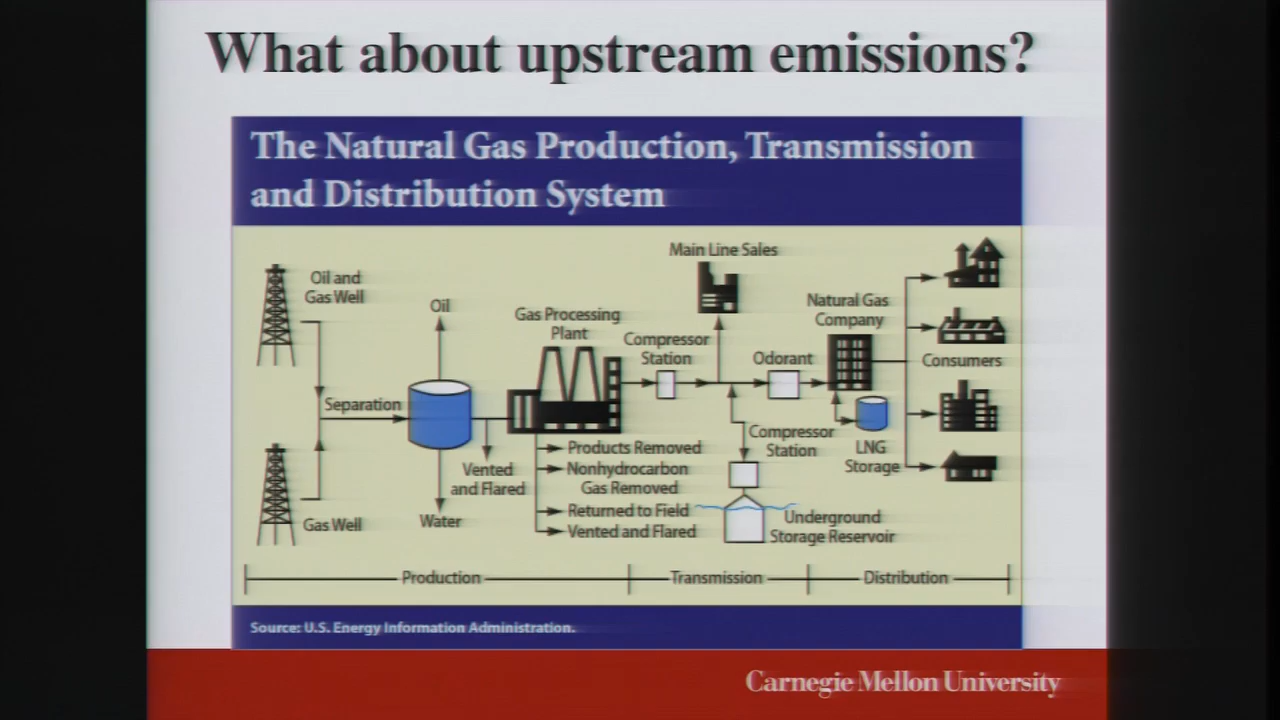 What about upstream emissions?
The Natural Gas Production, Transmission
and Distribution System
Main Line Sales
Oil and
Gas Well
Oil
Gas Processing
Plant
Compressor
Station
Odorant
Natural Gas
Company
Consumers
Separation
Vented
and Flared
Water
Gas Well
Products Removed
Nonhydrocarbon
Gas Removed
Returned to Field
Vented and Flared
Compressor
Station
LNG
Storage
Underground
Storage Reservoir
Production
Transmission
Distribution
Source: U.S. Energy Information Administration.
Carnegie Mellon University